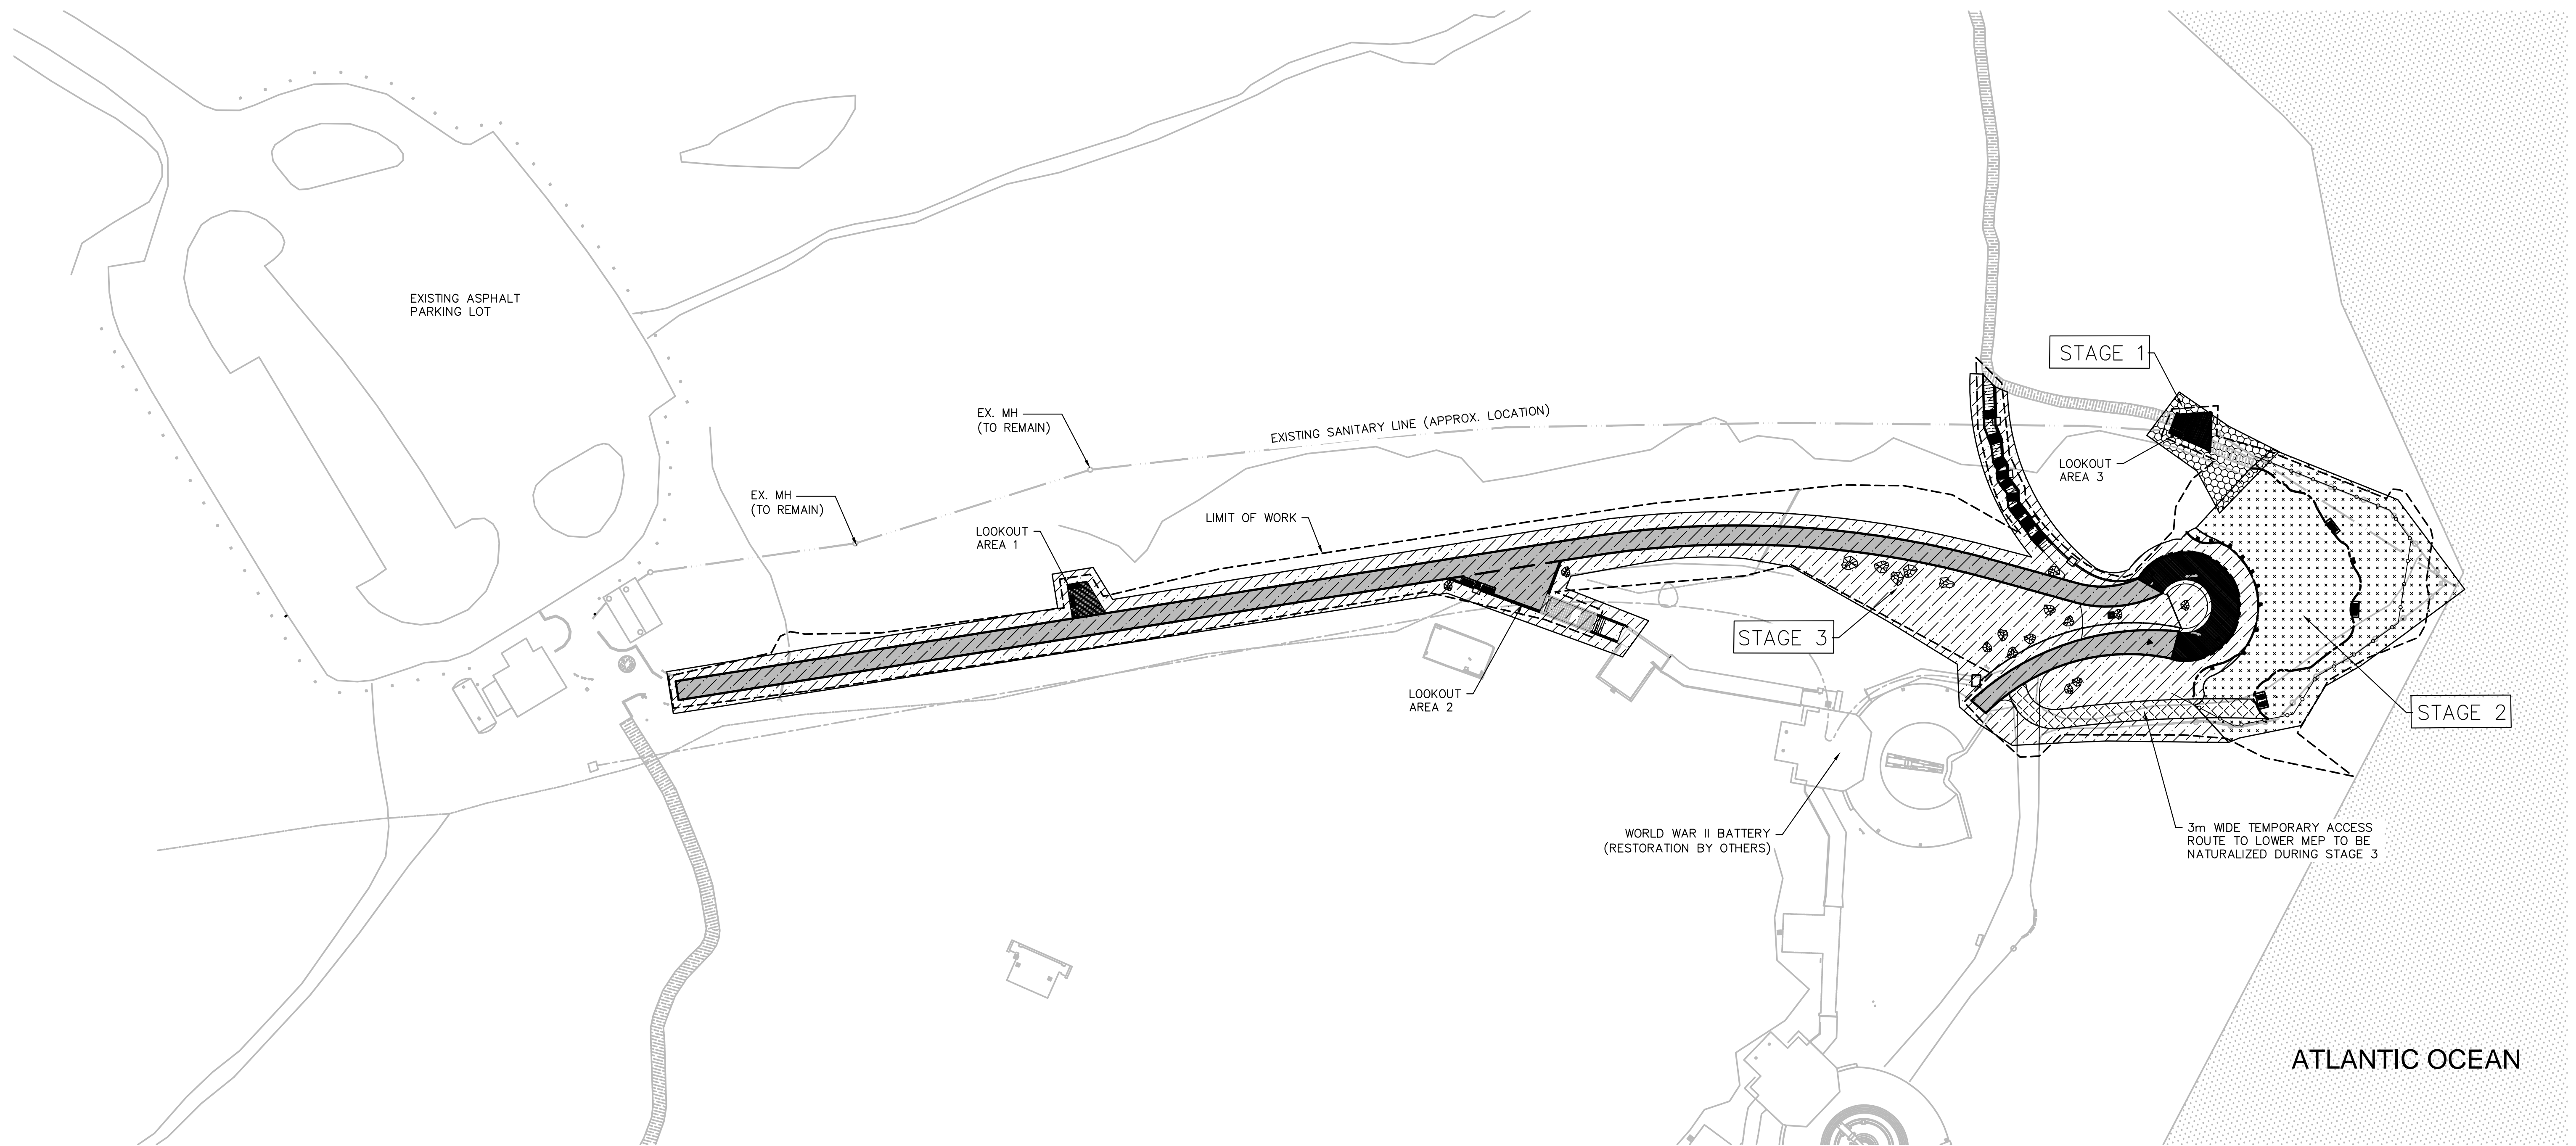 EXISTING ASPHALT
PARKING LOT
STAGE 1
EX. MH
(TO REMAIN)
EXISTING SANITARY LINE (APPROX. LOCATION)
LOOKOUT
AREA 3
EX. MH
(TO REMAIN)
LIMIT OF WORK
LOOKOUT
AREA 1
STAGE 3
LOOKOUT
AREA 2
STAGE 2
WORLD WAR II BATTERY
(RESTORATION BY OTHERS)
3m WIDE TEMPORARY ACCESS
ROUTE TO LOWER MEP TO BE
NATURALIZED DURING STAGE 3
ATLANTIC OCEAN